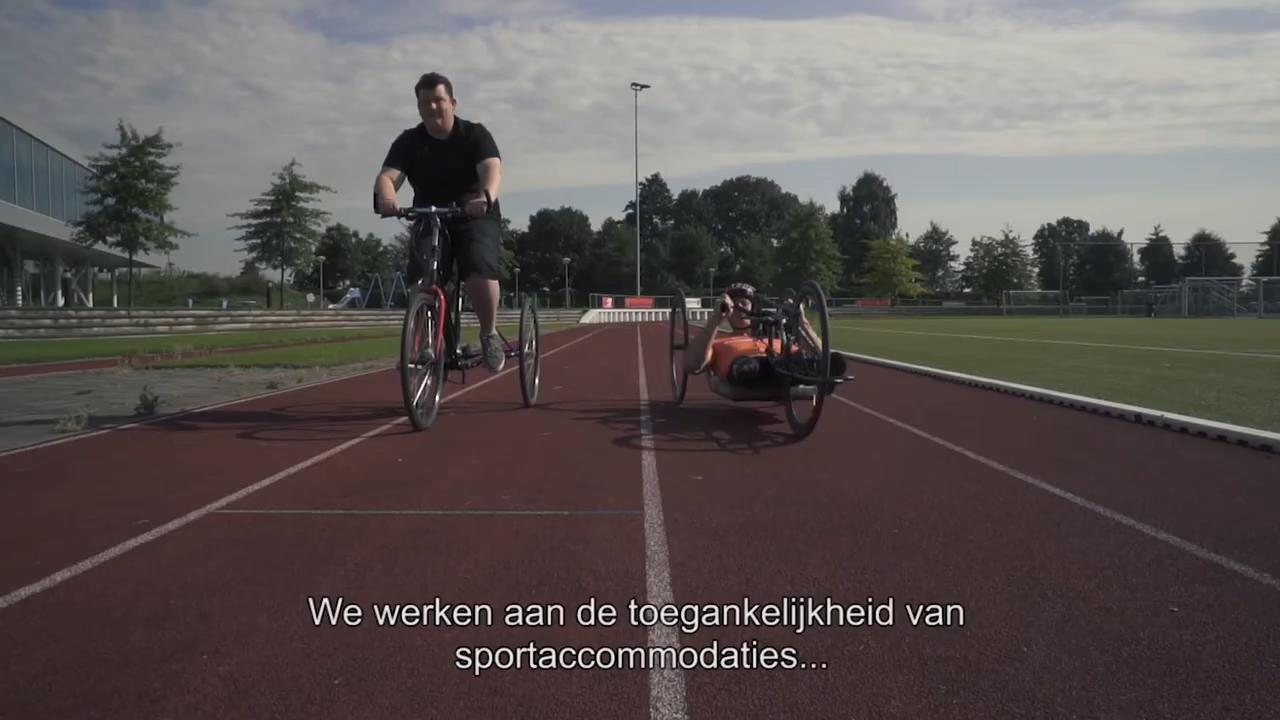 We werken aan de toegankelijkheid van
sportaccommodaties...